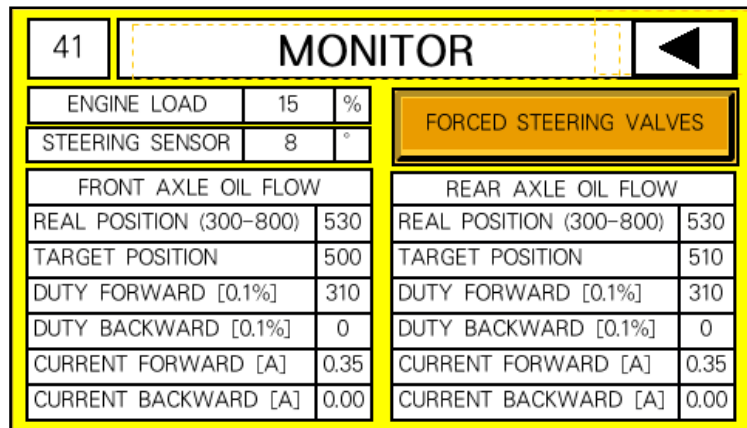 41 MONITOR
ENGINE LOAD 15 %
STEERING SENSOR 8 °
FORCED STEERING VALVES
FRONT AXLE OIL FLOW
REAL POSITION (300-800) 530
TARGET POSITION 500
DUTY FORWARD [0.1%] 310
DUTY BACKWARD [0.1%] 0
CURRENT FORWARD [A] 0.35
CURRENT BACKWARD [A] 0.00
REAR AXLE OIL FLOW
REAL POSITION (300-800) 530
TARGET POSITION 510
DUTY FORWARD [0.1%] 310
DUTY BACKWARD [0.1%] 0
CURRENT FORWARD [A] 0.35
CURRENT BACKWARD [A] 0.00